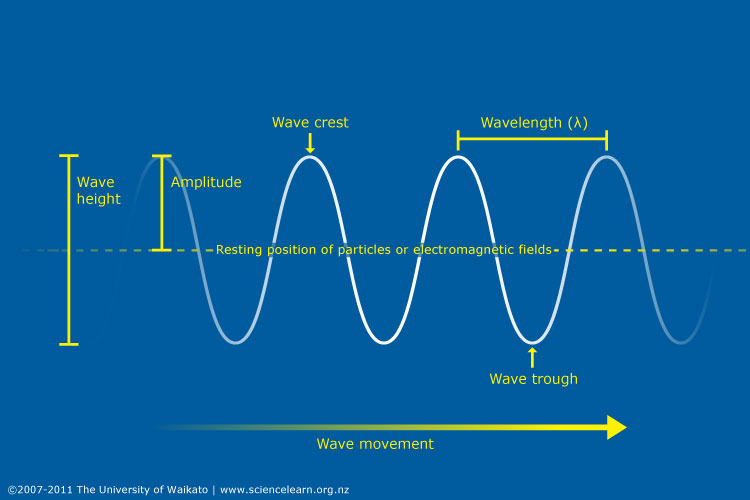 Wave crest
Wavelength (λ)
Wave
height
Amplitude
Resting position of particles or electromagnetic fields
Wave trough
Wave movement
©2007-2011 The University of Waikato | www.sciencelearn.org.nz